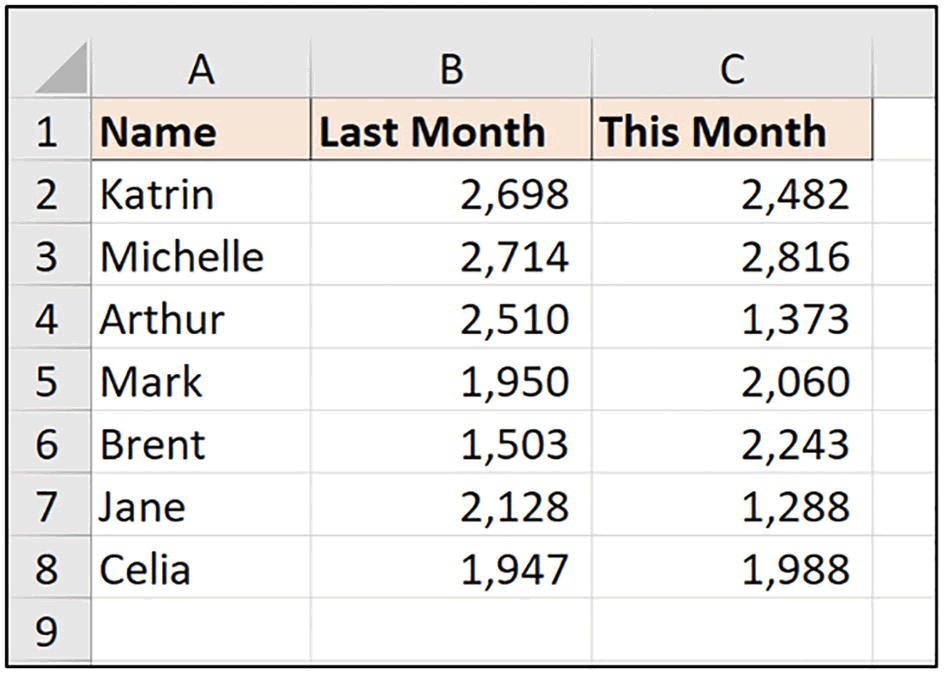 A B C
1 Name Last Month This Month
2 Katrin 2,698 2,482
3 Michelle 2,714 2,816
4 Arthur 2,510 1,373
5 Mark 1,950 2,060
6 Brent 1,503 2,243
7 Jane 2,128 1,288
8 Celia 1,947 1,988
9